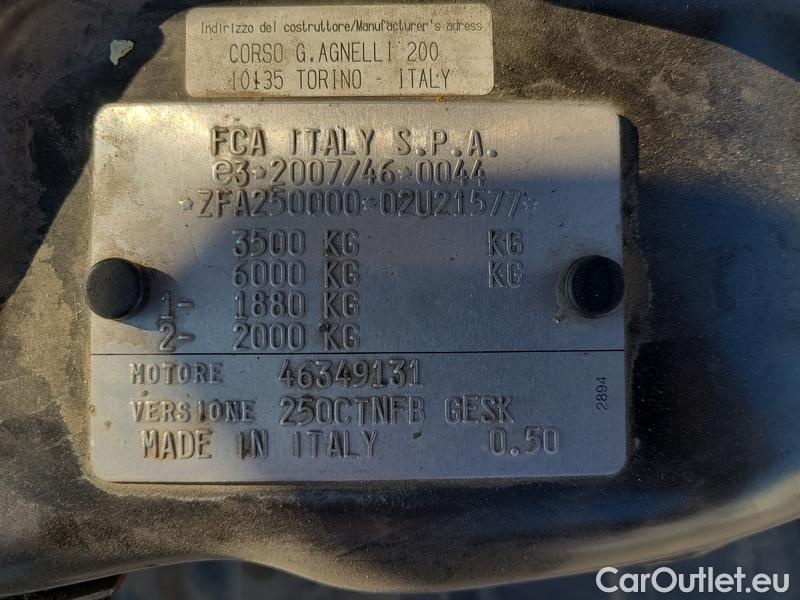 Indirizzo del costruttore/Manufacturer's adress
CORSO G.AGNELLI 200
10135 TORINO - ITALY
FCA ITALY S.P.A.
e3*2007/46*0044
*ZFA250000*02U21577*
3500 KG KG
6000 KG KG
1- 1880 KG
2- 2000 KG
MOTORE 46349131
VERSIONE 250CTNFB GESK
MADE IN ITALY 0.50
2894
CarOutlet.eu